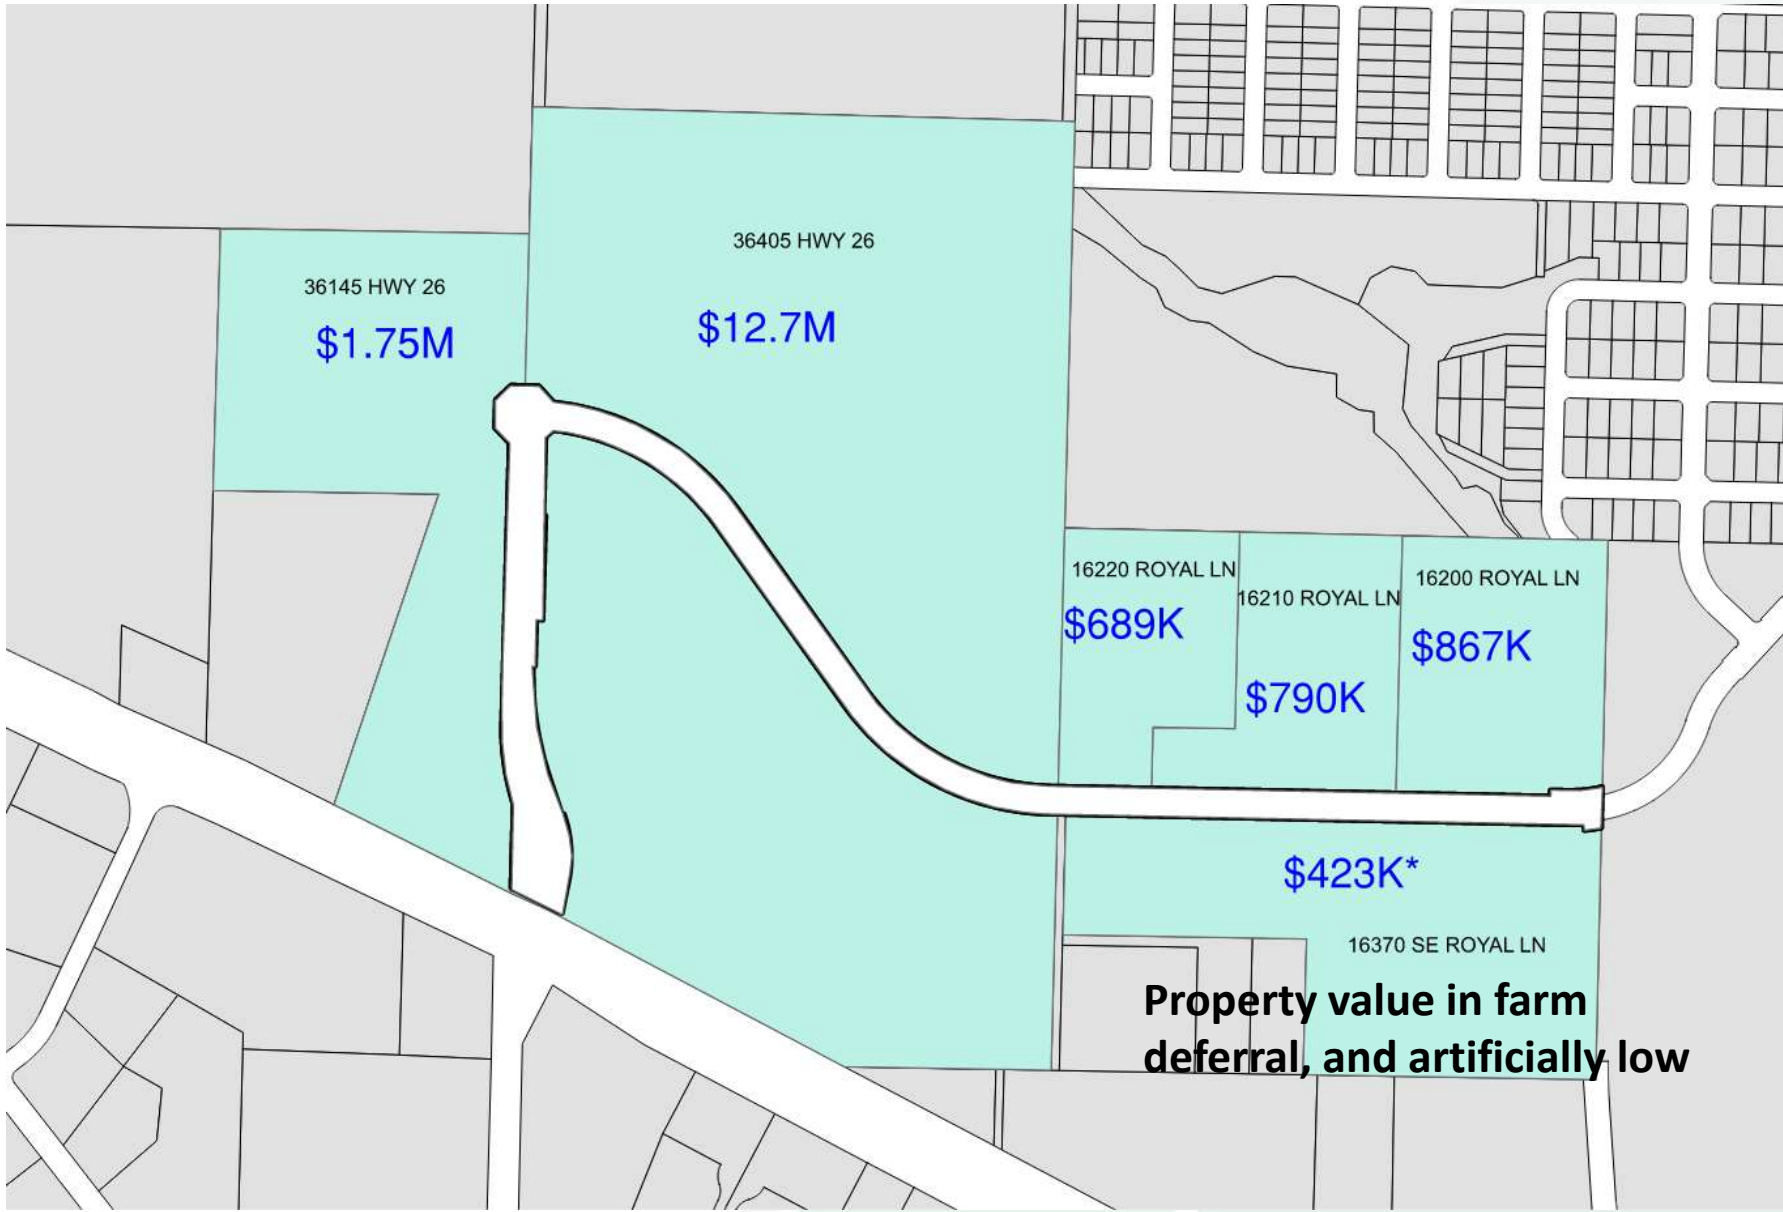 36405 HWY 26
$12.7M
36145 HWY 26
$1.75M
16220 ROYAL LN
$689K
16210 ROYAL LN
$790K
16200 ROYAL LN
$867K
$423K*
16370 SE ROYAL LN
Property value in farm
deferral, and artificially low